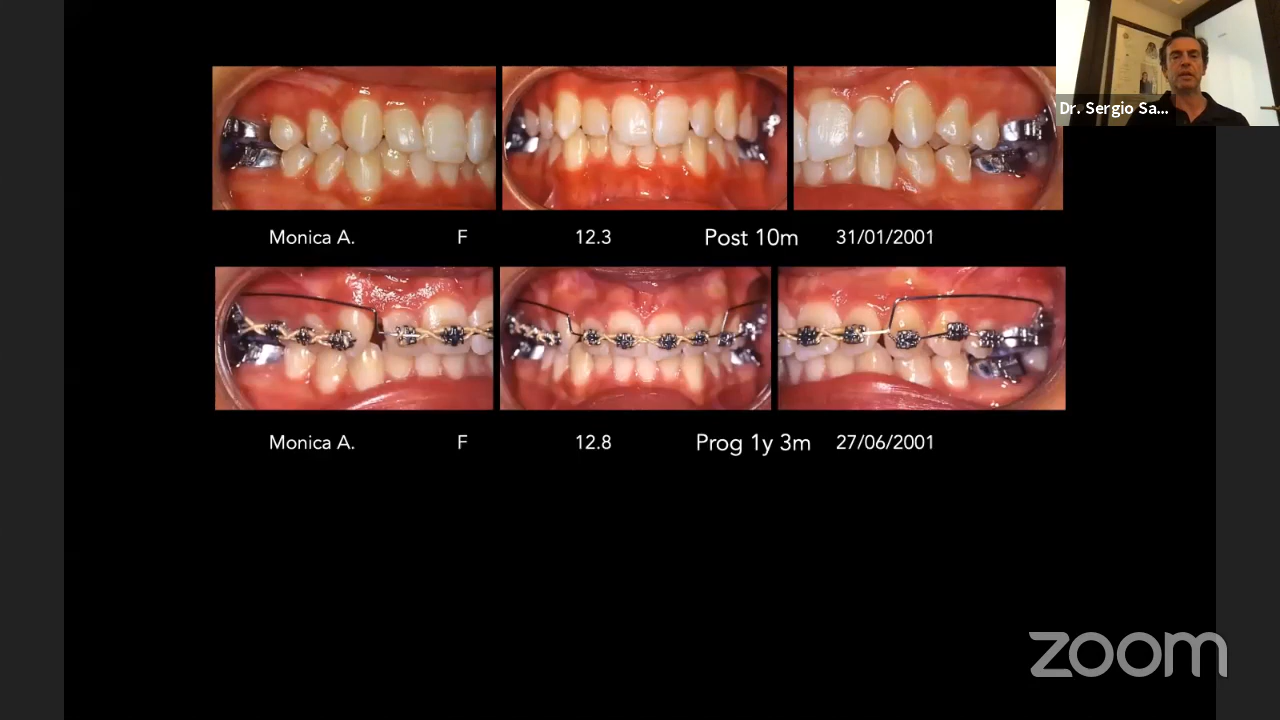 Dr. Sergio Sa...
Monica A. F 12.3 Post 10m 31/01/2001
Monica A. F 12.8 Prog 1y 3m 27/06/2001
zoom